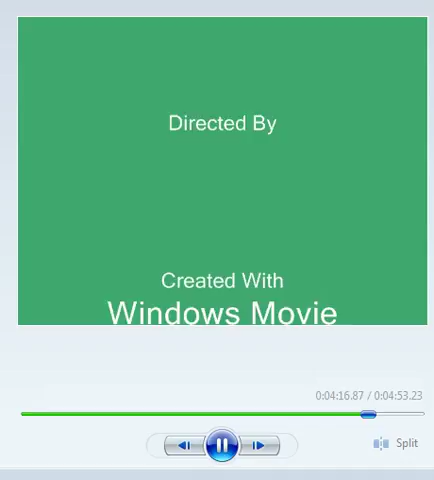 Directed By
Created With
Windows Movie
0:04:16.87 / 0:04:53.23
Split